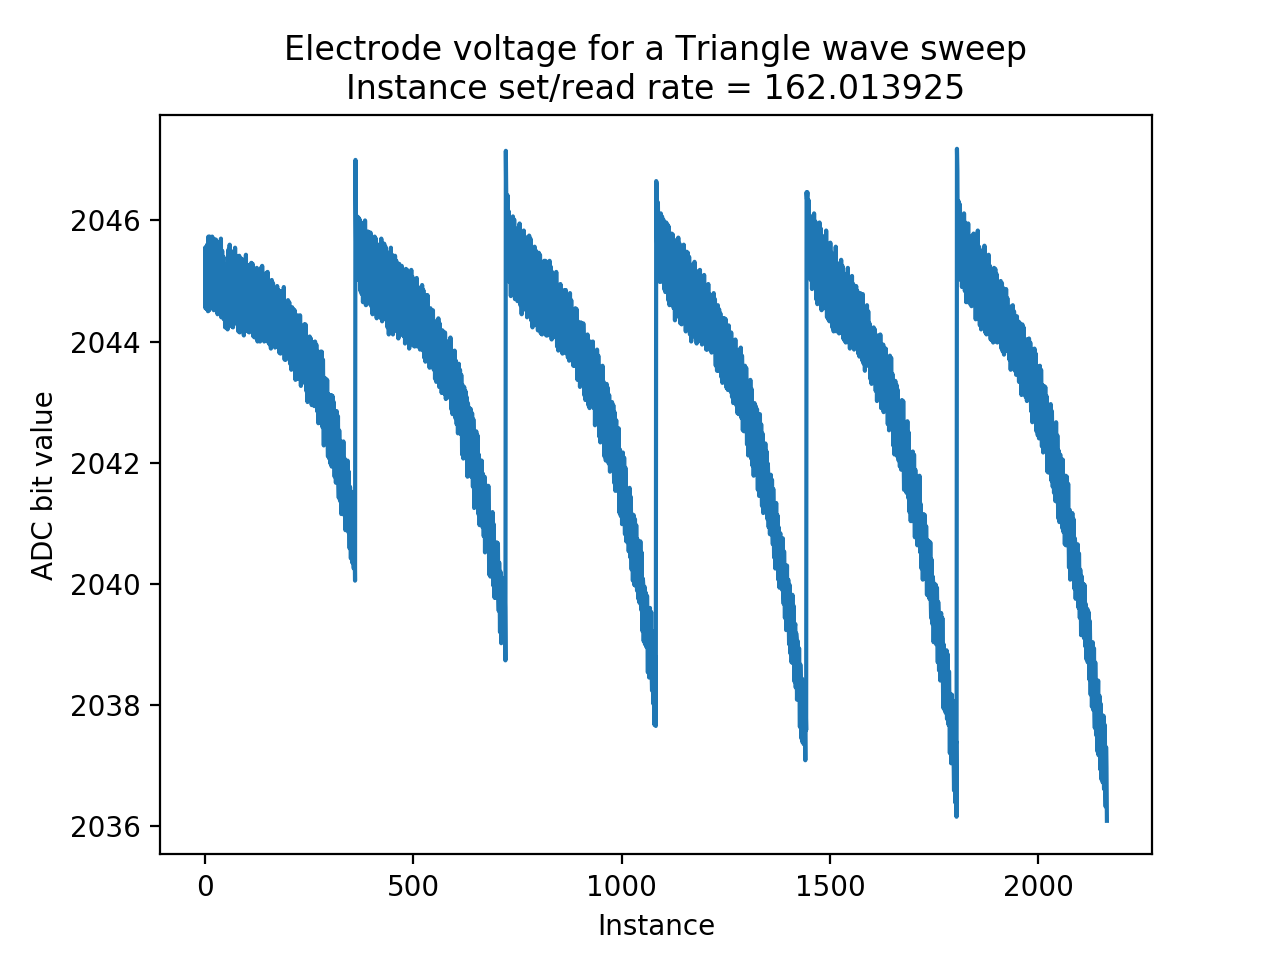 Electrode voltage for a Triangle wave sweep
Instance set/read rate = 162.013925
2046
2044
2042
2040
2038
2036
ADC bit value
0 500 1000 1500 2000
Instance